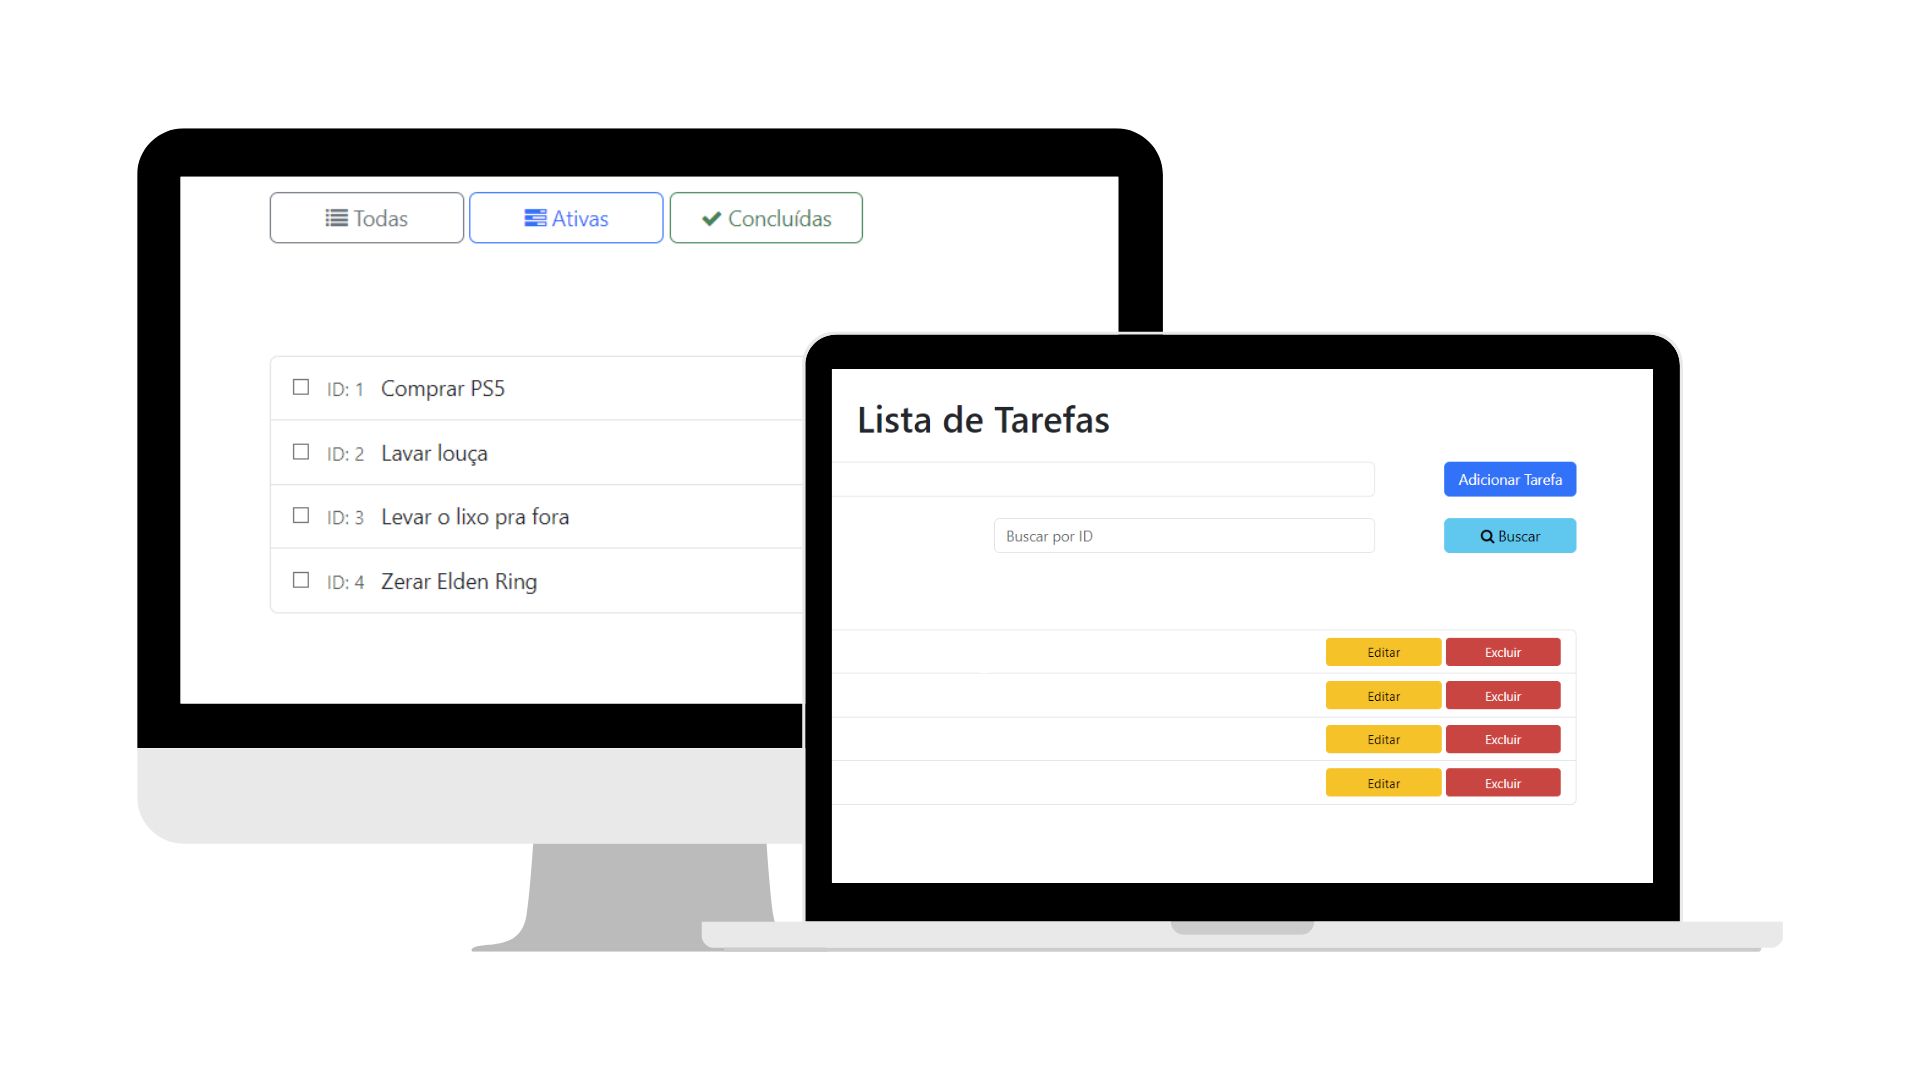 Todas Ativas Concluídas
ID: 1 Comprar PS5
ID: 2 Lavar louça
ID: 3 Levar o lixo pra fora
ID: 4 Zerar Elden Ring
Lista de Tarefas
Adicionar Tarefa
Buscar por ID Buscar
Editar Excluir
Editar Excluir
Editar Excluir
Editar Excluir